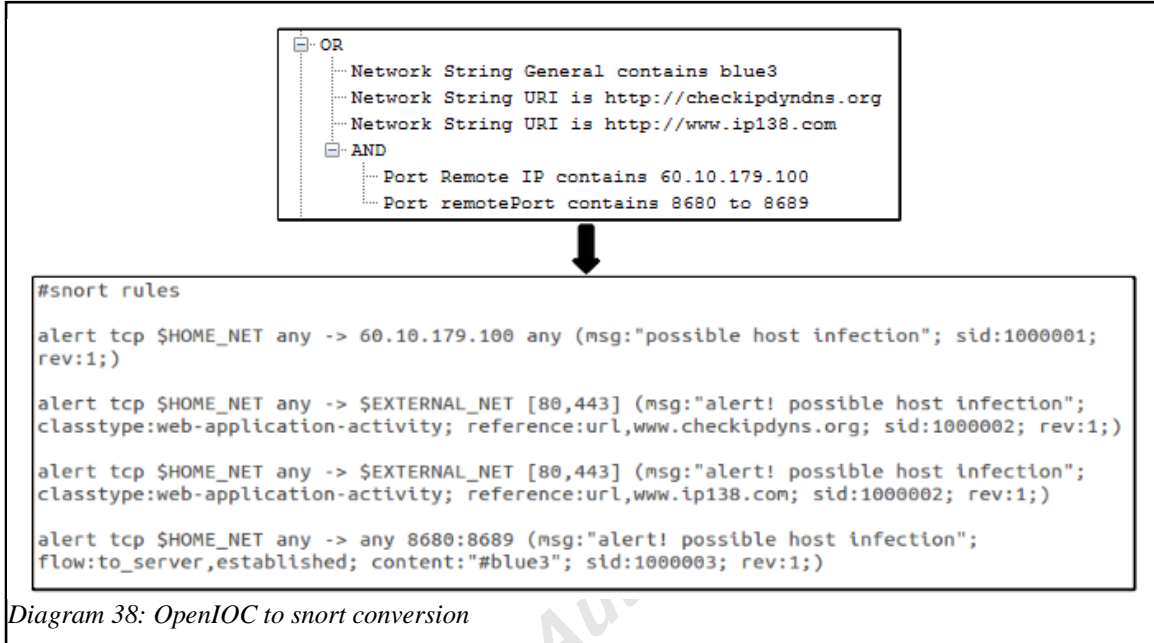 OR
Network String General contains blue3
Network String URI is http://checkipdyndns.org
Network String URI is http://www.ip138.com
AND
Port Remote IP contains 60.10.179.100
Port remotePort contains 8680 to 8689
#snort rules
alert tcp $HOME_NET any -> 60.10.179.100 any (msg:"possible host infection"; sid:1000001;
rev:1;)
alert tcp $HOME_NET any -> $EXTERNAL_NET [80,443] (msg:"alert! possible host infection";
classtype:web-application-activity; reference:url,www.checkipdyns.org; sid:1000002; rev:1;)
alert tcp $HOME_NET any -> $EXTERNAL_NET [80,443] (msg:"alert! possible host infection";
classtype:web-application-activity; reference:url,www.ip138.com; sid:1000002; rev:1;)
alert tcp $HOME_NET any -> any 8680:8689 (msg:"alert! possible host infection";
flow:to_server,established; content:"#blue3"; sid:1000003; rev:1;)
Diagram 38: OpenIOC to snort conversion